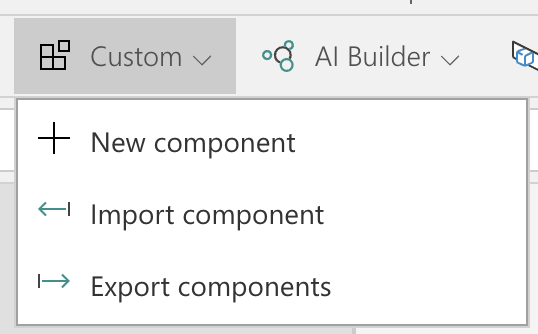 Custom AI Builder
New component
Import component
Export components